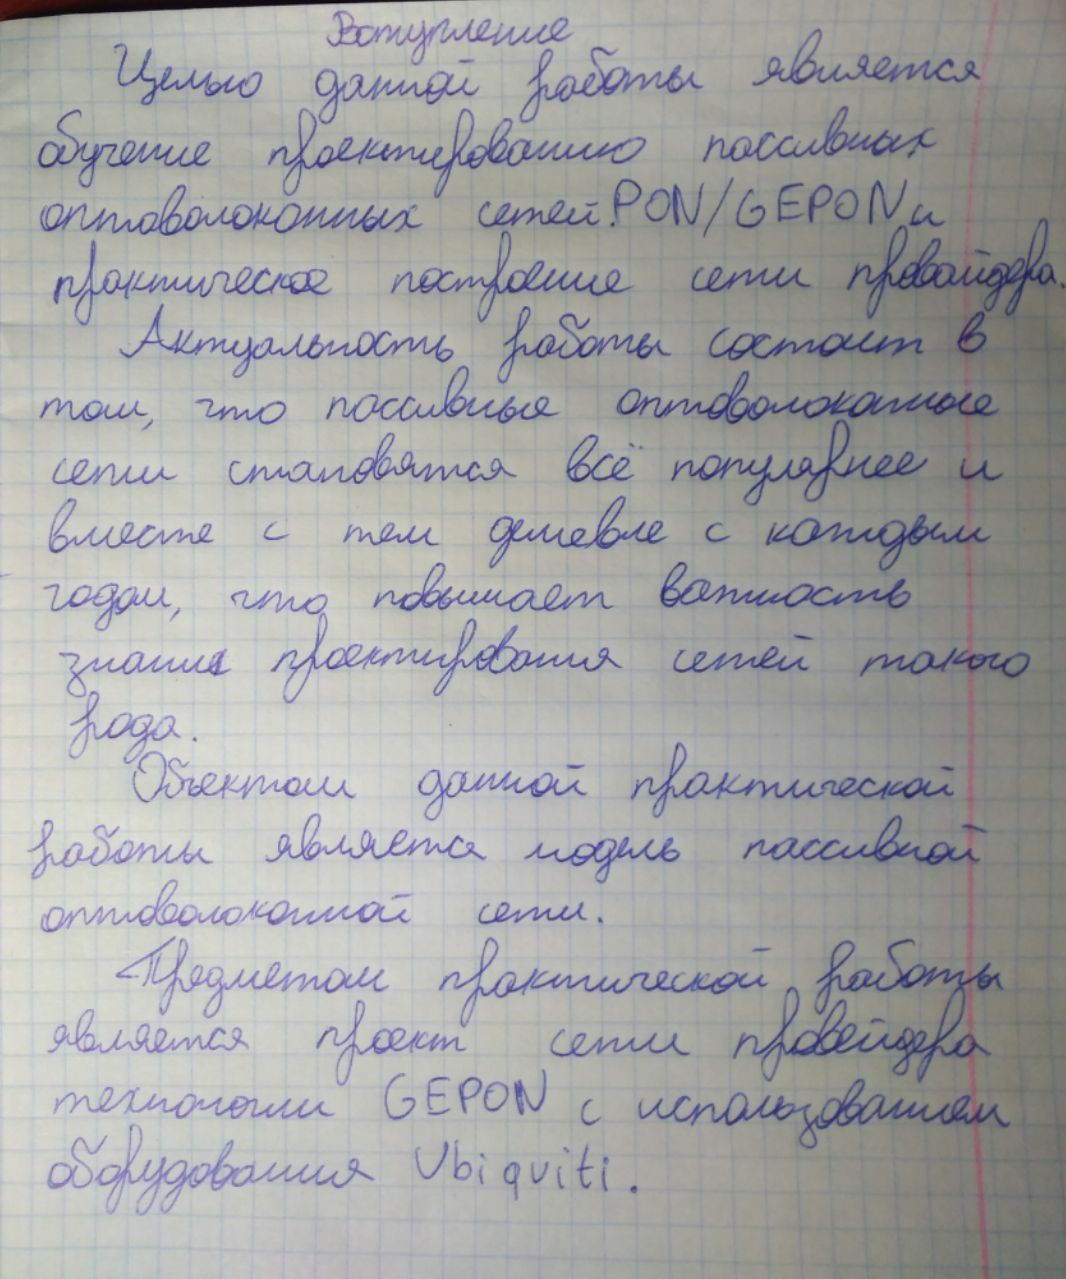 Вступление
Целью данной работы является
обучение проектированию пассивных
оптоволоконных сетей PON/GEPON и
практическое построение сети провайдера.
Актуальность работы состоит в
том, что пассивные оптоволоконные
сети становятся всё популярнее и
вместе с тем дешевле с каждым
годом, что повышает важность
знания проектирования сетей такого
рода.
Объектом данной практической
работы является модель пассивной
оптоволоконной сети.
Предметом практической работы
является проект сети провейдера
технологии GEPON с использованием
оборудования Ubiquiti.